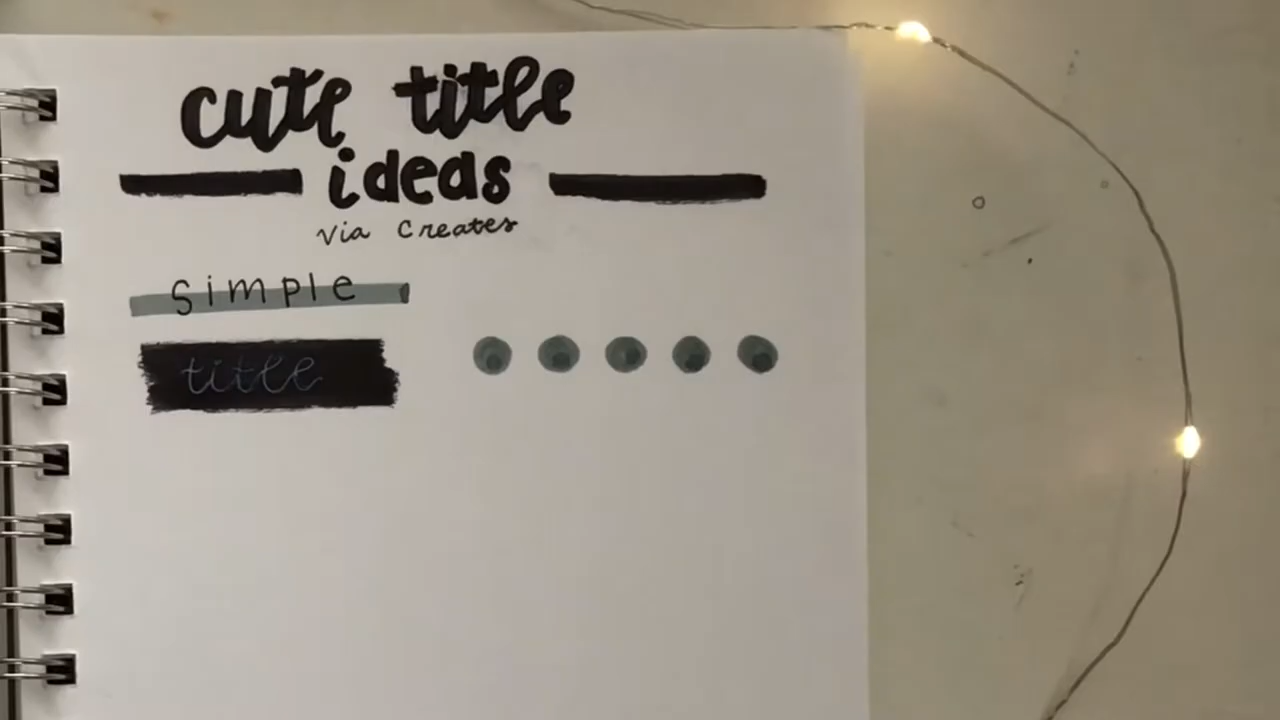 cute title
ideas
via Creates
simple
title